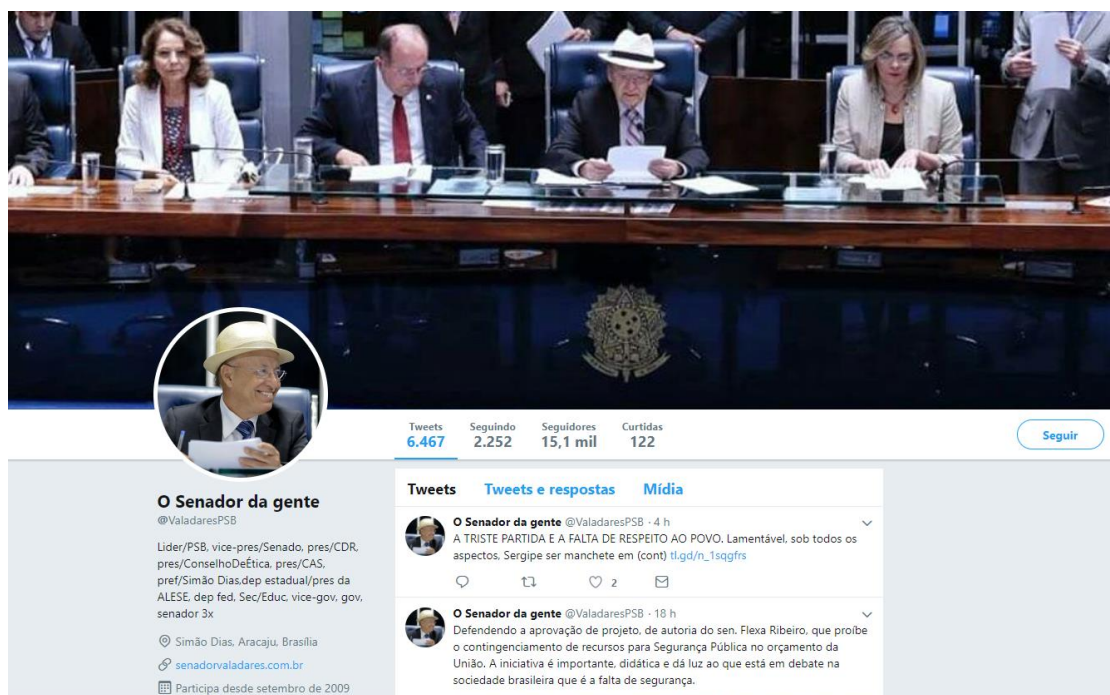 Tweets Seguindo Seguidores Curtidas
6.467 2.252 15,1 mil 122
Seguir
O Senador da gente
@ValadaresPSB
Lider/PSB, vice-pres/Senado, pres/CDR,
pres/ConselhoDeÉtica, pres/CAS,
pref/Simão Dias,dep estadual/pres da
ALESE, dep fed, Sec/Educ, vice-gov, gov,
senador 3x
Simão Dias, Aracaju, Brasília
senadorvaladares.com.br
Participa desde setembro de 2009
Tweets Tweets e respostas Mídia
O Senador da gente @ValadaresPSB · 4 h
A TRISTE PARTIDA E A FALTA DE RESPEITO AO POVO. Lamentável, sob todos os
aspectos, Sergipe ser manchete em (cont) tl.gd/n_1sqgfrs
2
O Senador da gente @ValadaresPSB · 18 h
Defendendo a aprovação de projeto, de autoria do sen. Flexa Ribeiro, que proíbe
o contingenciamento de recursos para Segurança Pública no orçamento da
União. A iniciativa é importante, didática e dá luz ao que está em debate na
sociedade brasileira que é a falta de segurança.